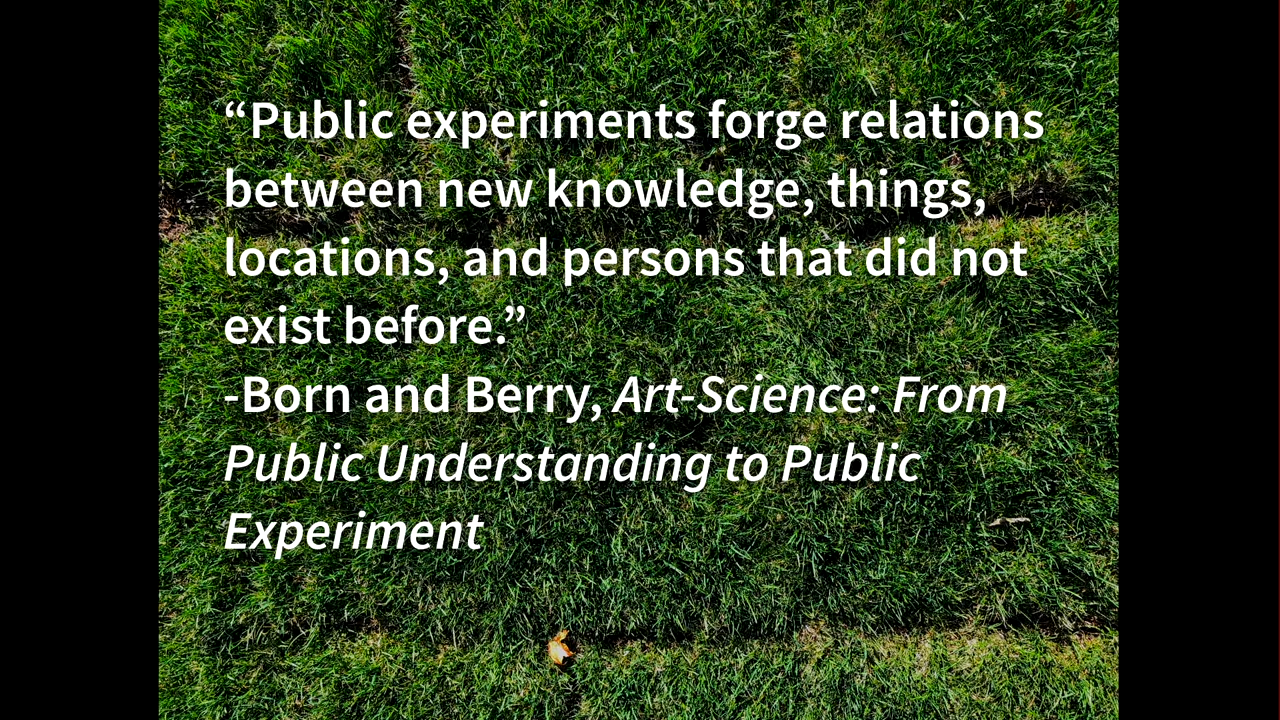 “Public experiments forge relations
between new knowledge, things,
locations, and persons that did not
exist before.”
-Born and Berry, Art-Science: From
Public Understanding to Public
Experiment